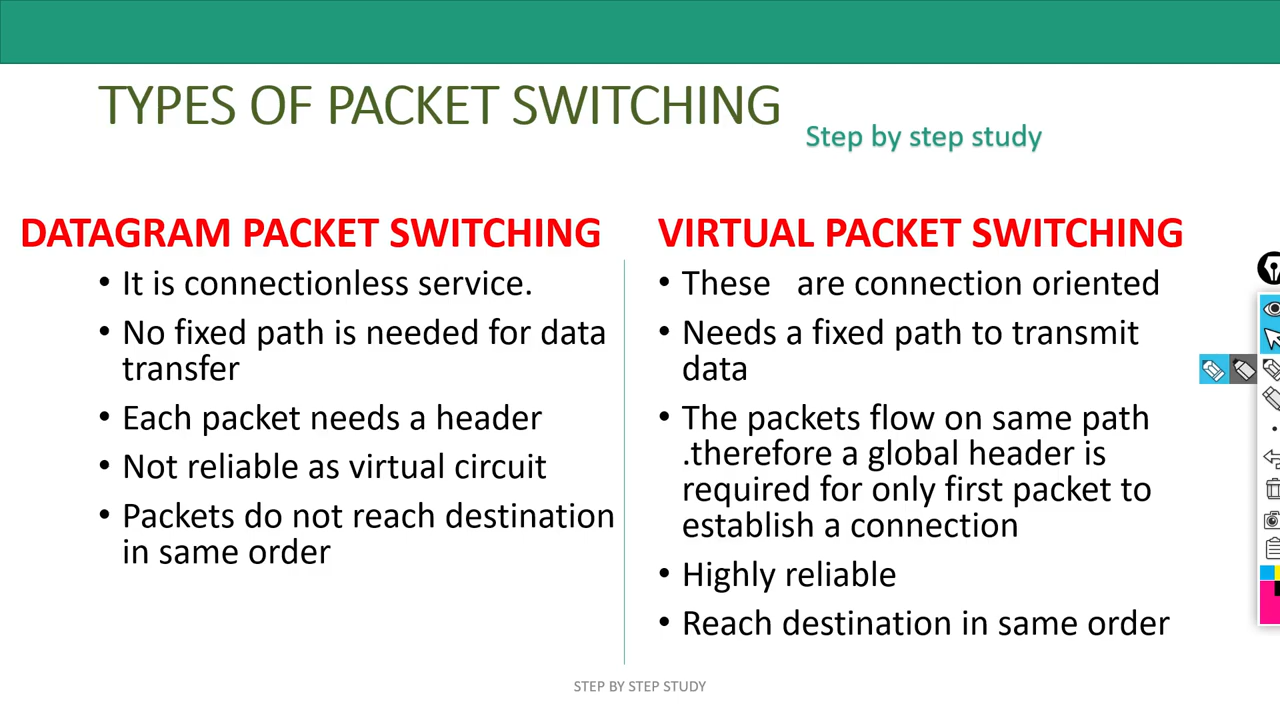 TYPES OF PACKET SWITCHING
Step by step study
DATAGRAM PACKET SWITCHING
• It is connectionless service.
• No fixed path is needed for data
transfer
• Each packet needs a header
• Not reliable as virtual circuit
• Packets do not reach destination
in same order
VIRTUAL PACKET SWITCHING
• These   are connection oriented
• Needs a fixed path to transmit
data
• The packets flow on same path
.therefore a global header is
required for only first packet to
establish a connection
• Highly reliable
• Reach destination in same order
STEP BY STEP STUDY